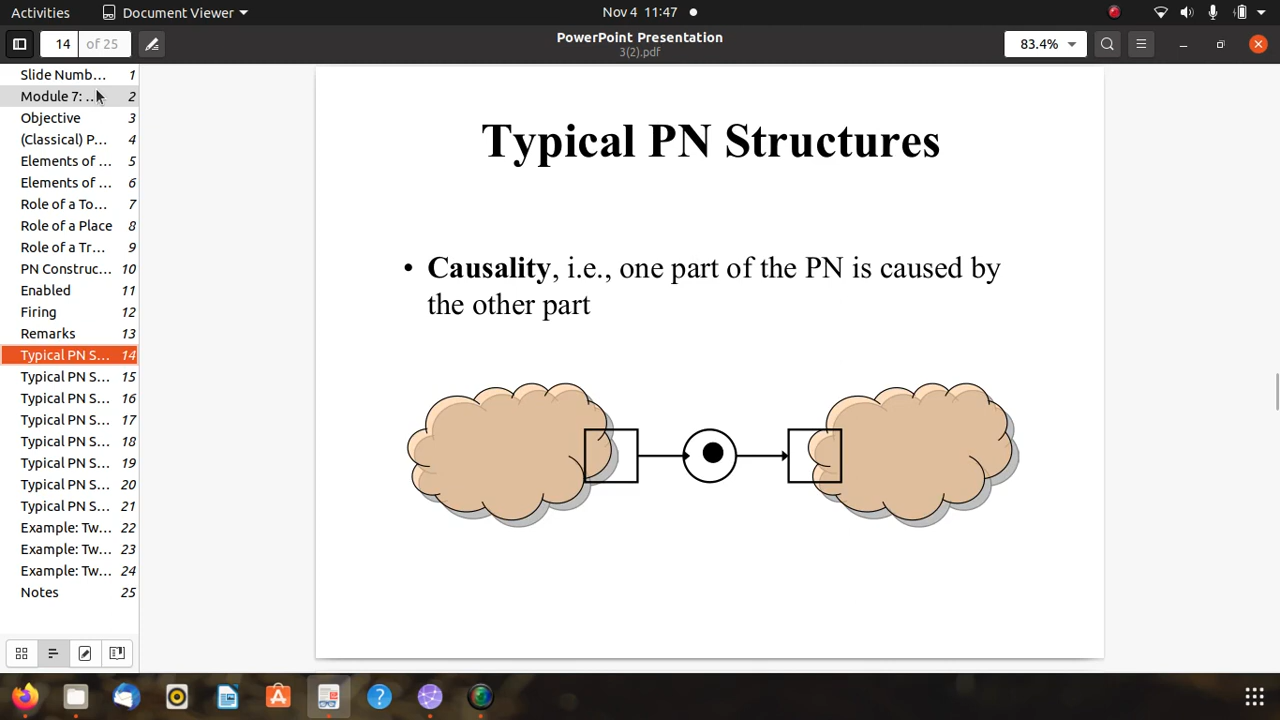 Activities Document Viewer Nov 4 11:47
14 of 25 PowerPoint Presentation 83.4%
3(2).pdf
Slide Numb... 1
Module 7: ... 2
Objective 3
(Classical) P... 4
Elements of ... 5
Elements of ... 6
Role of a To... 7
Role of a Place 8
Role of a Tr... 9
PN Construc... 10
Enabled 11
Firing 12
Remarks 13
Typical PN S... 14
Typical PN S... 15
Typical PN S... 16
Typical PN S... 17
Typical PN S... 18
Typical PN S... 19
Typical PN S... 20
Typical PN S... 21
Example: Tw... 22
Example: Tw... 23
Example: Tw... 24
Notes 25
Typical PN Structures
• Causality, i.e., one part of the PN is caused by
the other part